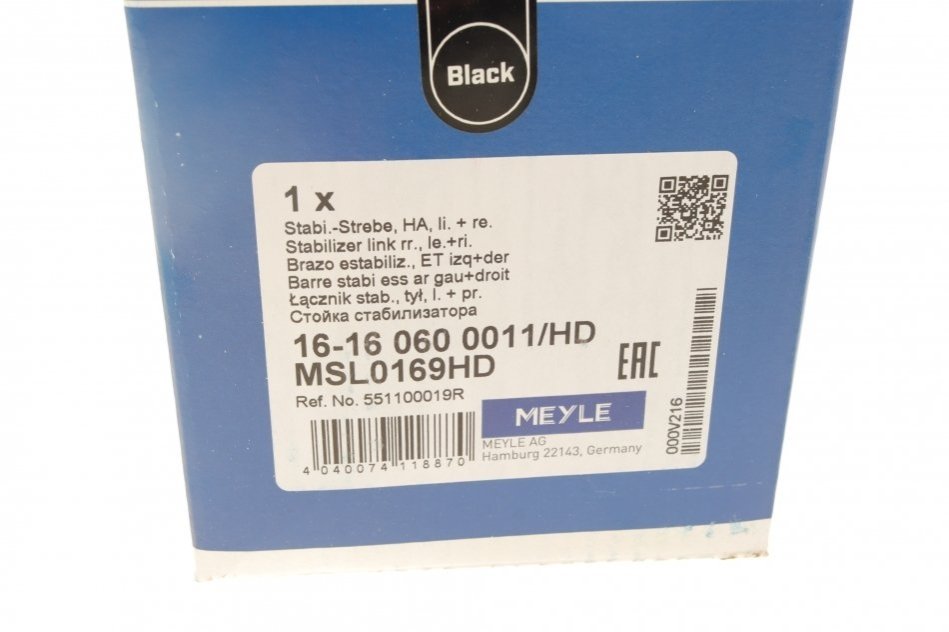 Black
1 x
Stabi.-Strebe, HA, li. + re.
Stabilizer link rr., le.+ri.
Brazo estabiliz., ET izq+der
Barre stabi ess ar gau+droit
Łącznik stab., tył, l. + pr.
Стойка стабилизатора
16-16 060 0011/HD
MSL0169HD
EAC
Ref. No. 551100019R
MEYLE
MEYLE AG
Hamburg 22143, Germany
4 040074 118870
000V216